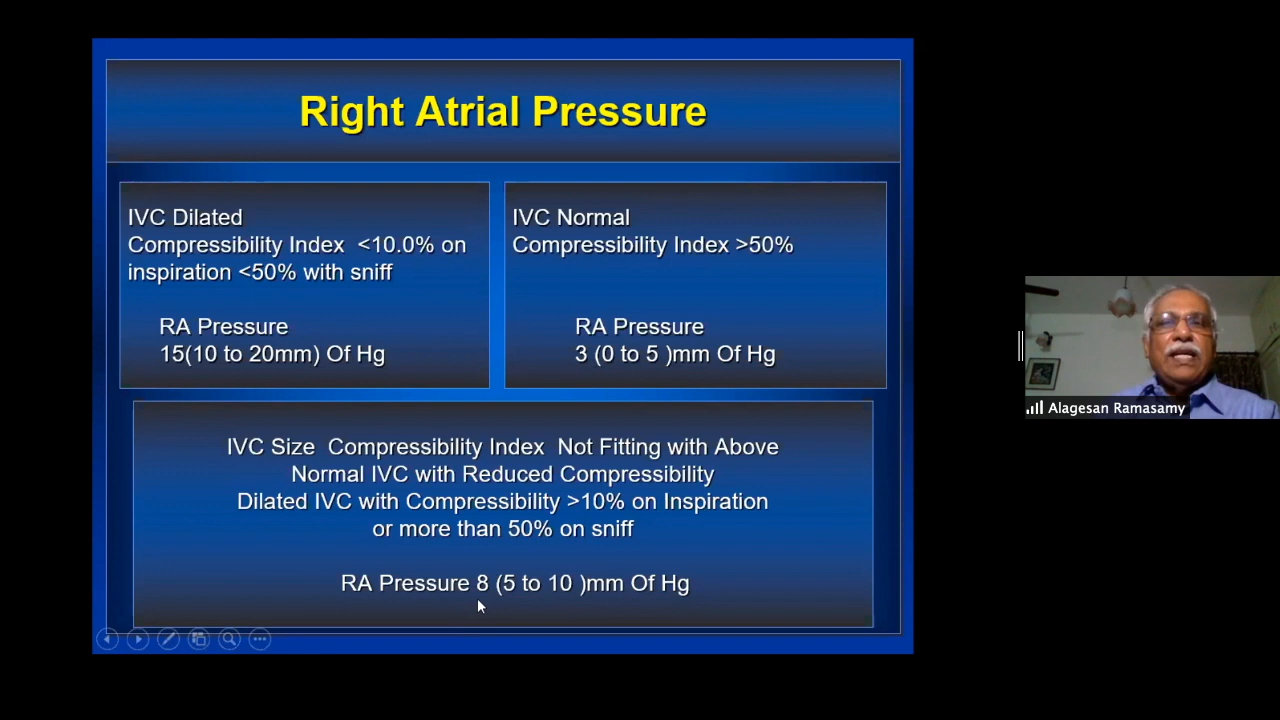 Right Atrial Pressure
IVC Dilated
Compressibility Index <10.0% on
inspiration <50% with sniff
RA Pressure
15(10 to 20mm) Of Hg
IVC Normal
Compressibility Index >50%
RA Pressure
3 (0 to 5 )mm Of Hg
IVC Size Compressibility Index Not Fitting with Above
Normal IVC with Reduced Compressibility
Dilated IVC with Compressibility >10% on Inspiration
or more than 50% on sniff
RA Pressure 8 (5 to 10 )mm Of Hg
Alagesan Ramasamy